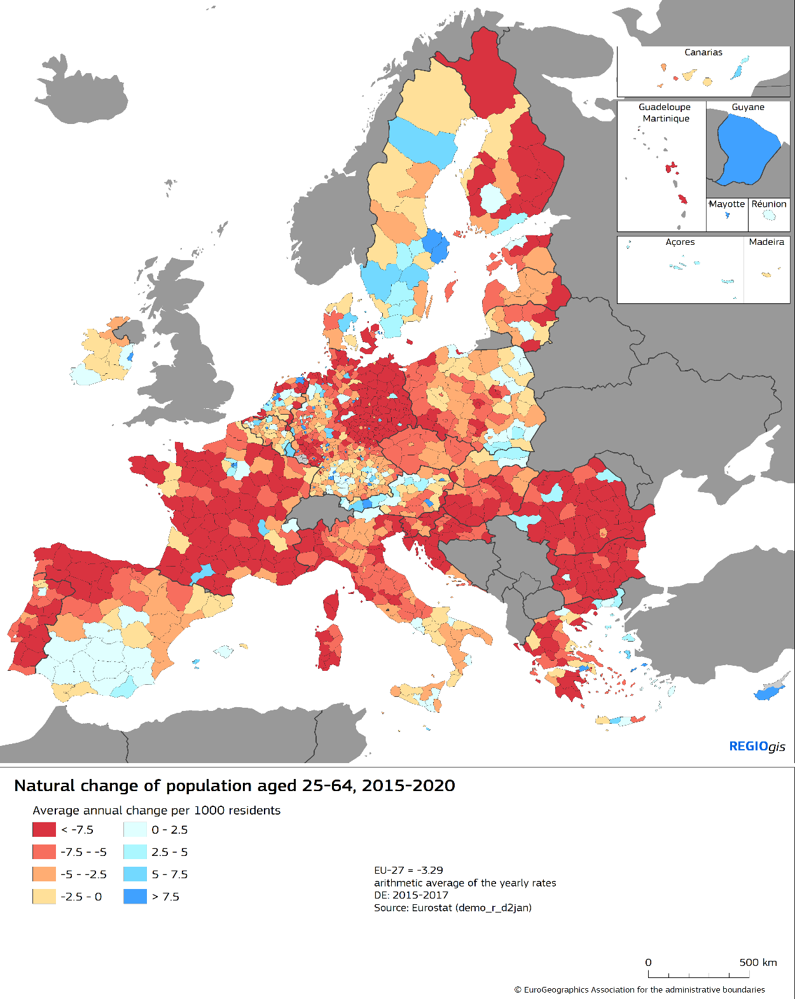 Canarias
Guadeloupe
Martinique
Guyane
Mayotte
Réunion
Açores
Madeira
REGIOgis
Natural change of population aged 25-64, 2015-2020
Average annual change per 1000 residents
< -7.5
-7.5 - -5
-5 - -2.5
-2.5 - 0
0 - 2.5
2.5 - 5
5 - 7.5
> 7.5
EU-27 = -3.29
arithmetic average of the yearly rates
DE: 2015-2017
Source: Eurostat (demo_r_d2jan)
0 500 km
© EuroGeographics Association for the administrative boundaries